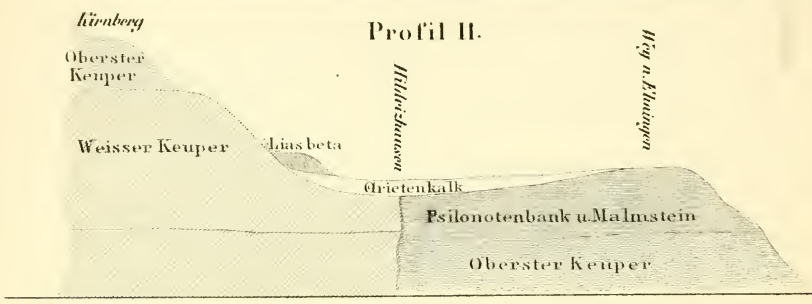 Kirnberg
Profil II.
Oberster
Keuper
Hildrizhausen
Weg n. Ehningen
Weisser Keuper
Lias beta
Arietenkalk
Psilonotenbank u. Malmstein
Oberster Keuper